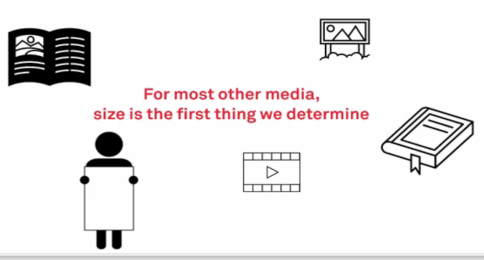 For most other media,
size is the first thing we determine